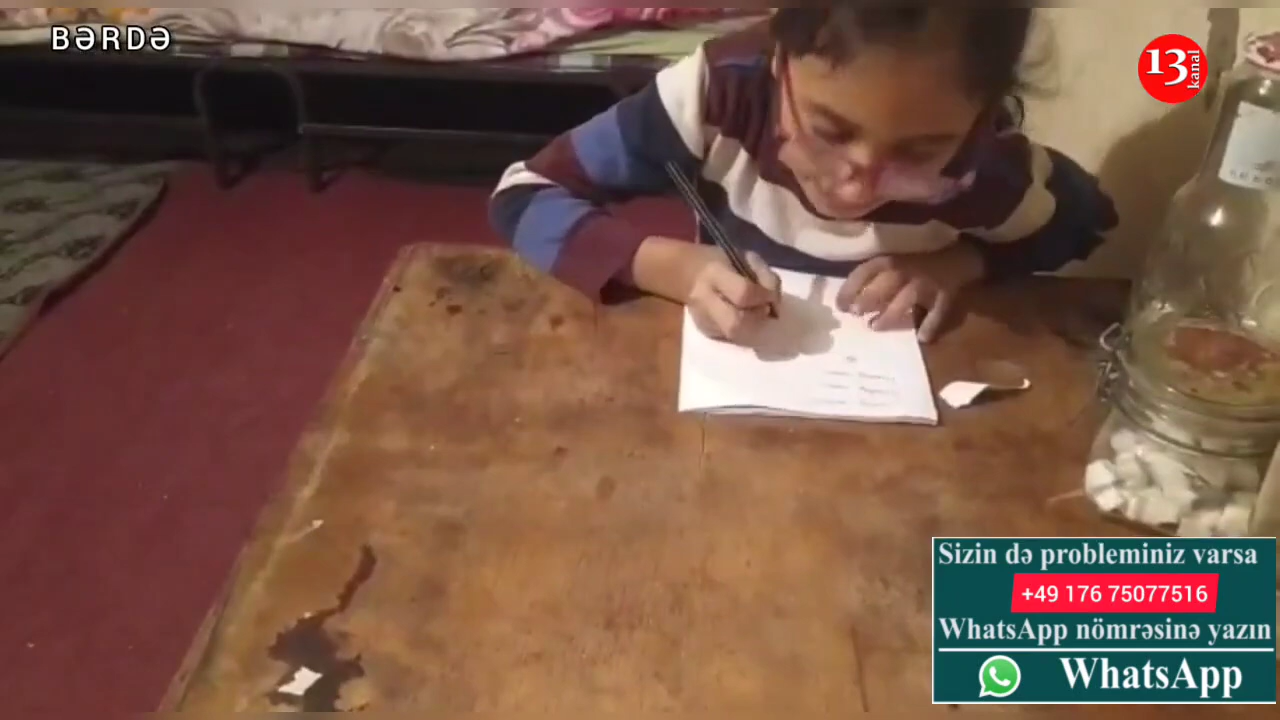 BƏRDƏ
13 kanal
Sizin də probleminiz varsa
+49 176 75077516
WhatsApp nömrəsinə yazın
WhatsApp